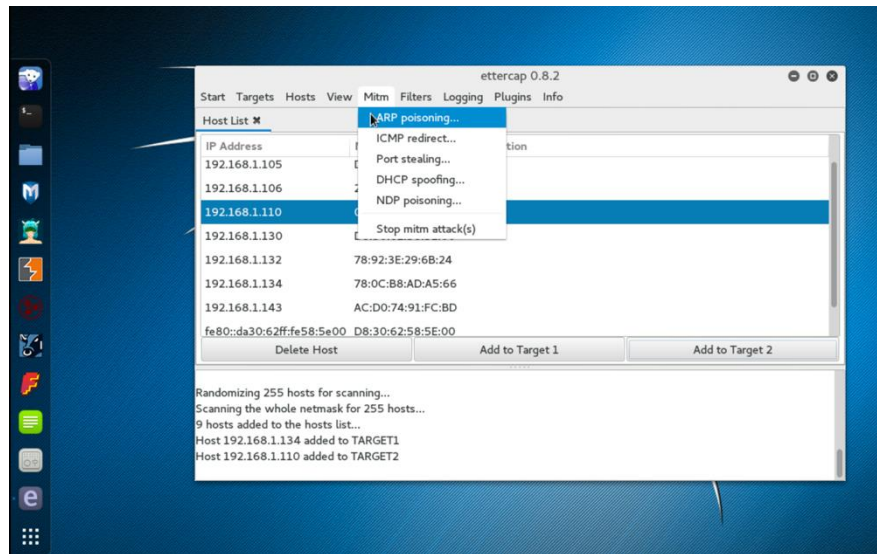 ettercap 0.8.2
Start Targets Hosts View Mitm Filters Logging Plugins Info
Host List ✖
ARP poisoning...
ICMP redirect...
Port stealing...
DHCP spoofing...
NDP poisoning...
Stop mitm attack(s)
IP Address
192.168.1.105
192.168.1.106
192.168.1.110
192.168.1.130
192.168.1.132 78:92:3E:29:6B:24
192.168.1.134 78:0C:B8:AD:A5:66
192.168.1.143 AC:D0:74:91:FC:BD
fe80::da30:62ff:fe58:5e00 D8:30:62:58:5E:00
Delete Host Add to Target 1 Add to Target 2
Randomizing 255 hosts for scanning...
Scanning the whole netmask for 255 hosts...
9 hosts added to the hosts list...
Host 192.168.1.134 added to TARGET1
Host 192.168.1.110 added to TARGET2